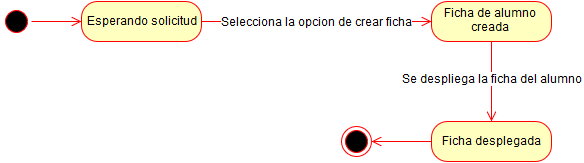 Esperando solicitud
Selecciona la opcion de crear ficha
Ficha de alumno
creada
Se despliega la ficha del alumno
Ficha desplegada